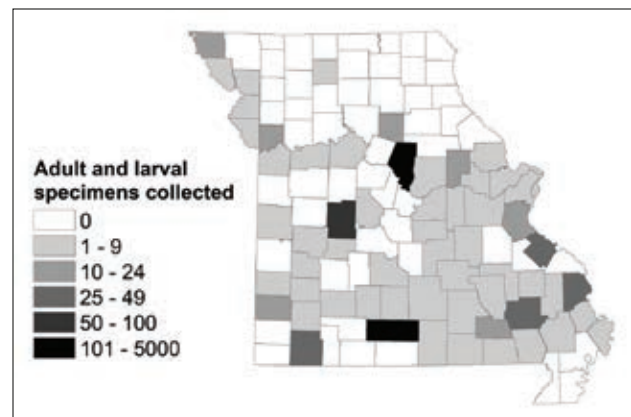 Adult and larval
specimens collected
0
1 - 9
10 - 24
25 - 49
50 - 100
101 - 5000